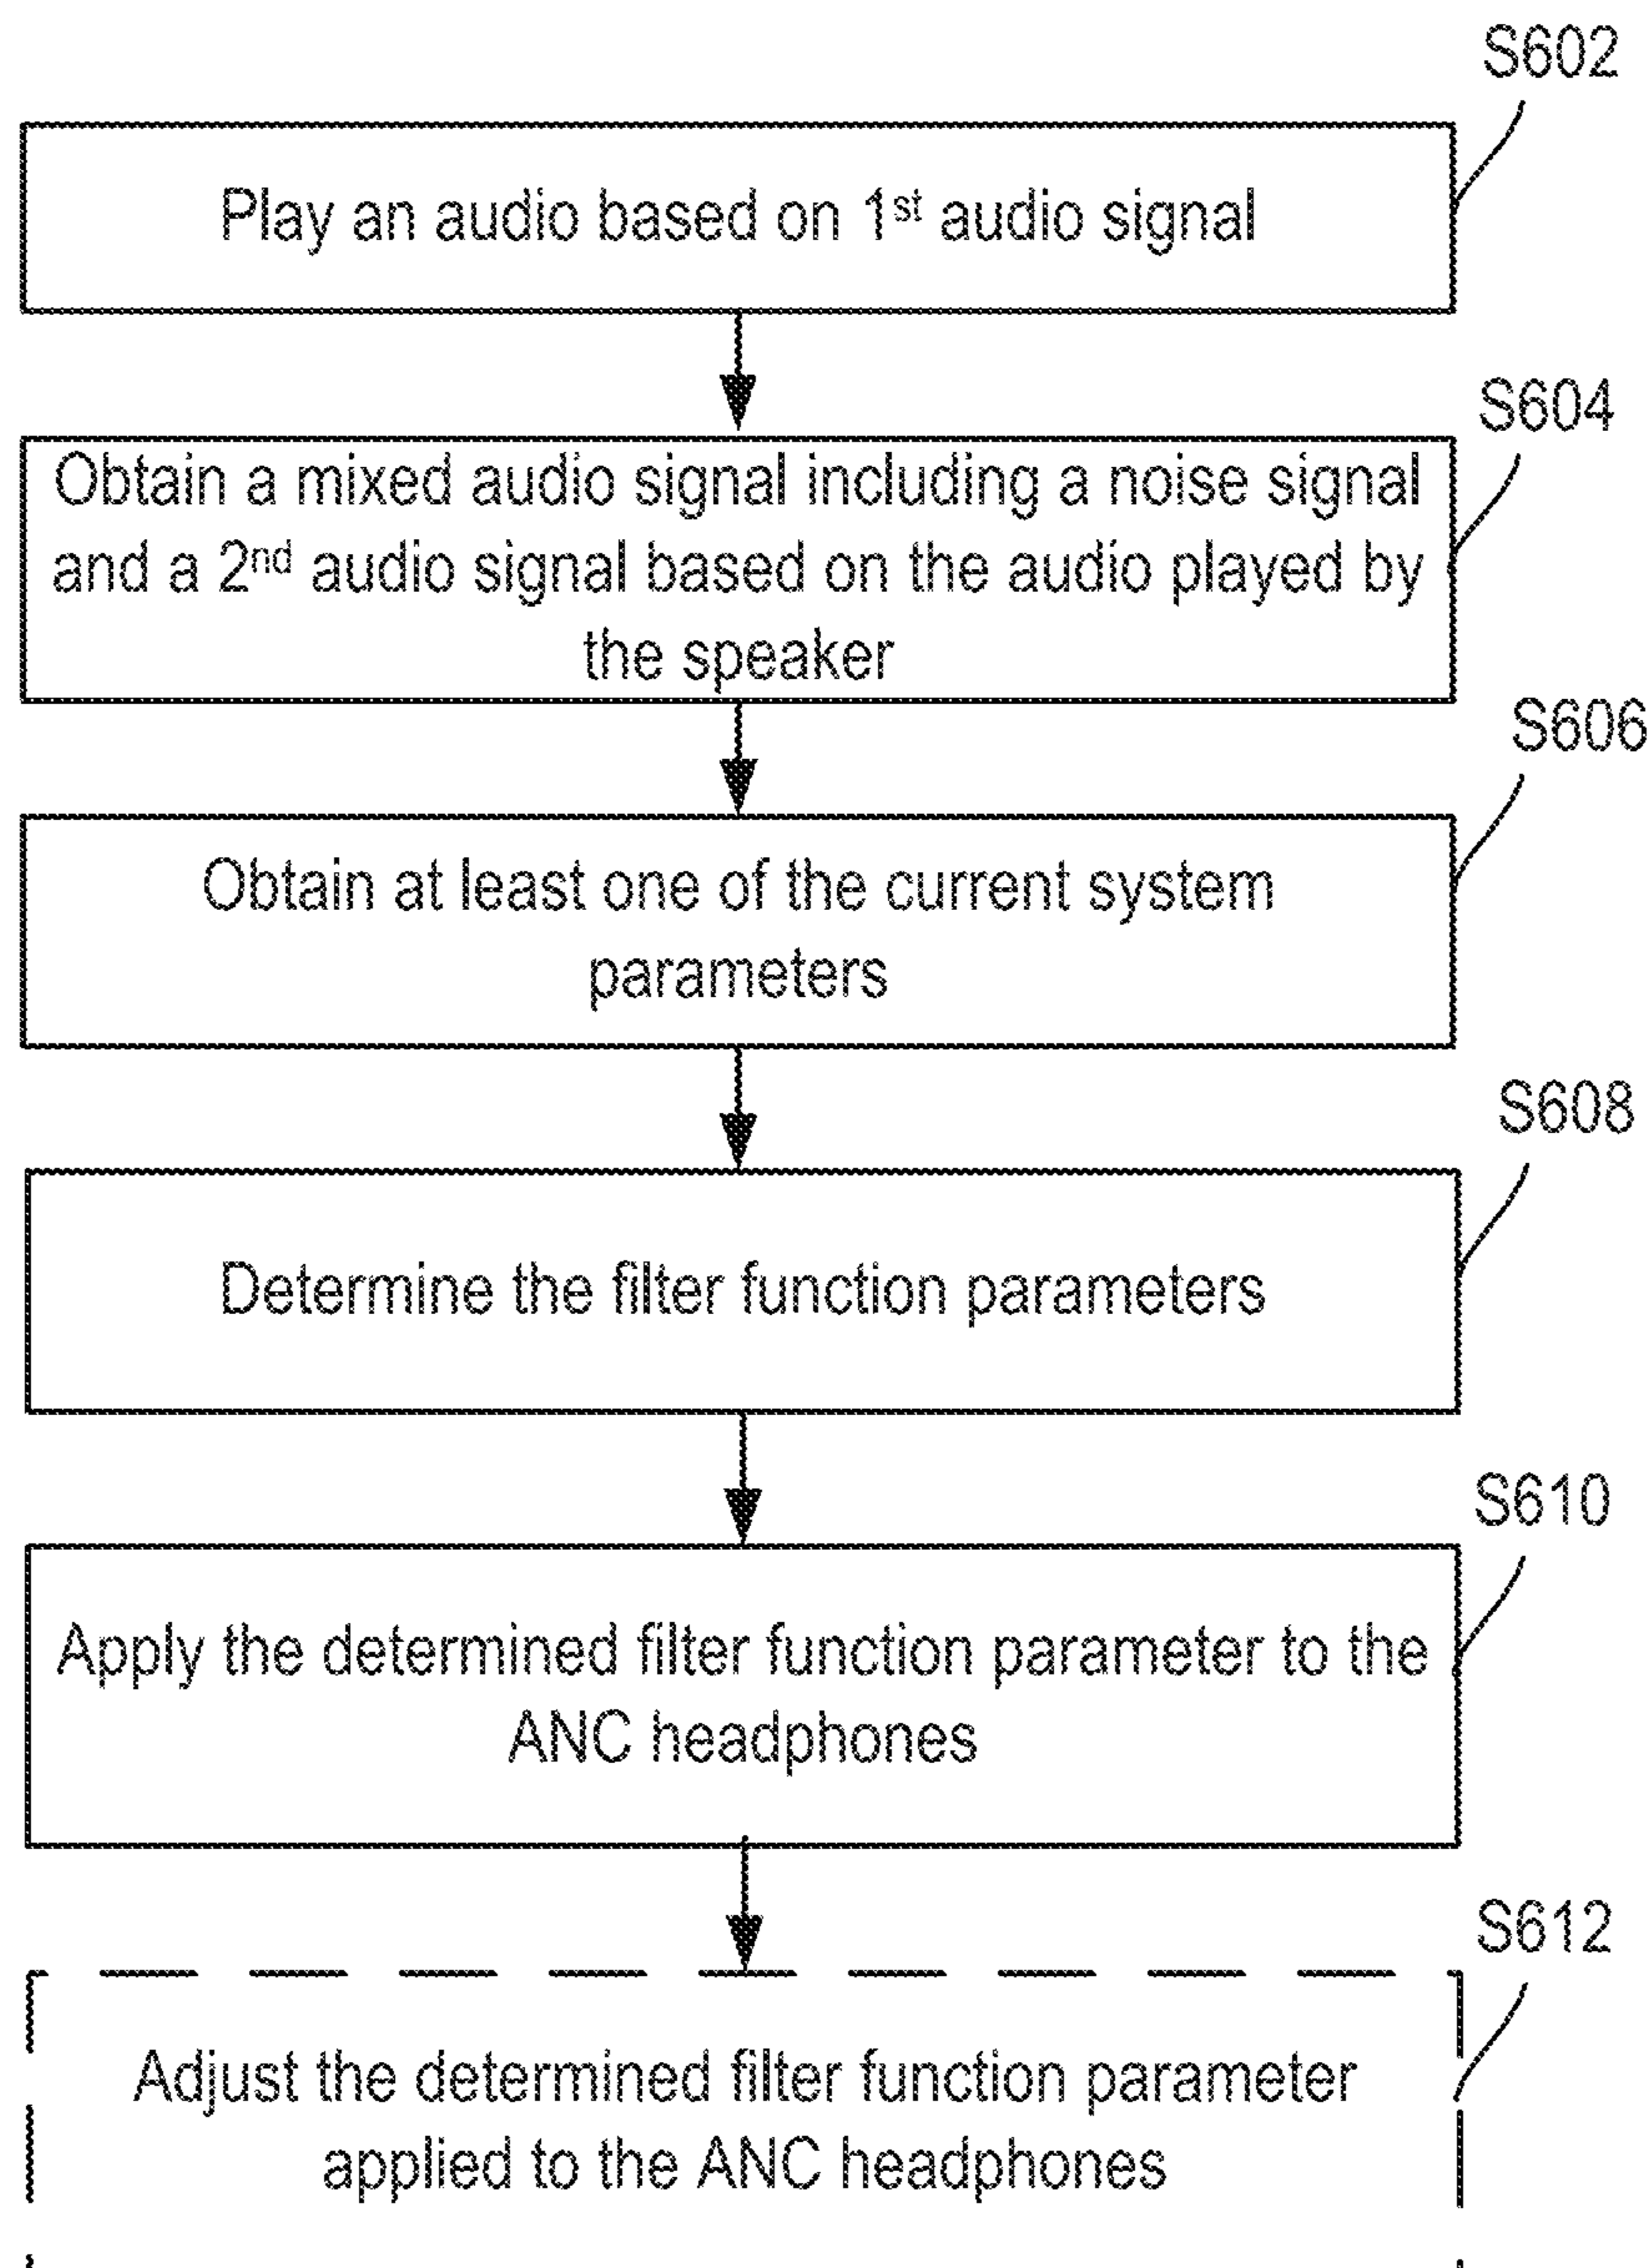 S602
Play an audio based on 1st audio signal
S604
Obtain a mixed audio signal including a noise signal
and a 2nd audio signal based on the audio played by
the speaker
S606
Obtain at least one of the current system
parameters
S608
Determine the filter function parameters
S610
Apply the determined filter function parameter to the
ANC headphones
S612
Adjust the determined filter function parameter
applied to the ANC headphones